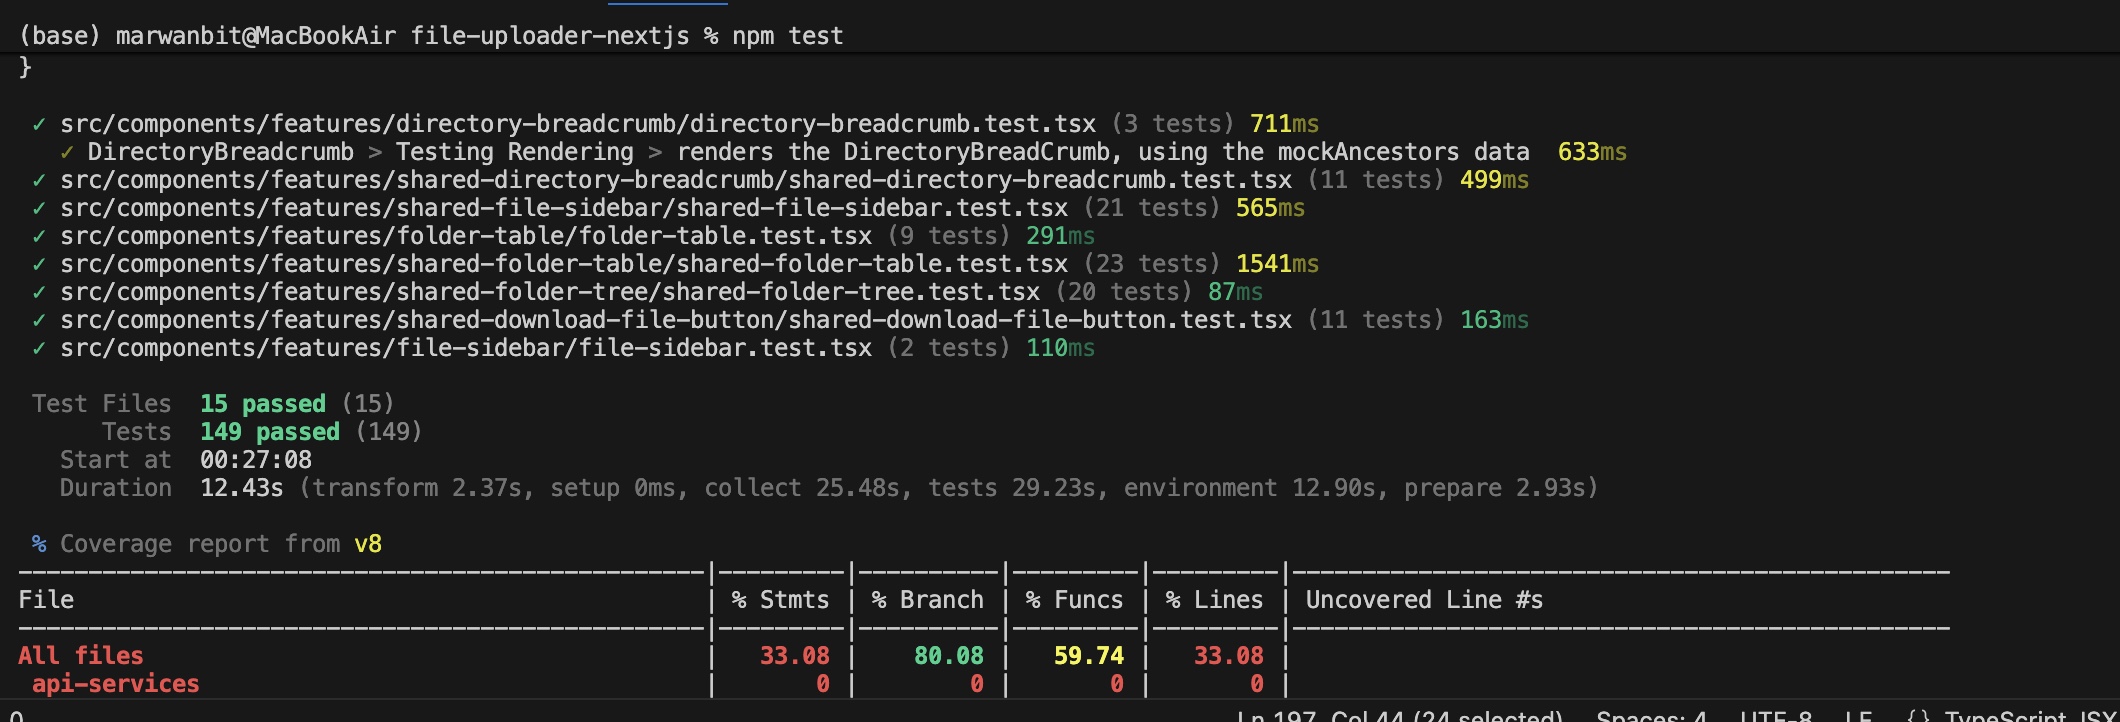 (base) marwanbit@MacBookAir file-uploader-nextjs % npm test
}
✓ src/components/features/directory-breadcrumb/directory-breadcrumb.test.tsx (3 tests) 711ms
✓ DirectoryBreadcrumb > Testing Rendering > renders the DirectoryBreadCrumb, using the mockAncestors data 633ms
✓ src/components/features/shared-directory-breadcrumb/shared-directory-breadcrumb.test.tsx (11 tests) 499ms
✓ src/components/features/shared-file-sidebar/shared-file-sidebar.test.tsx (21 tests) 565ms
✓ src/components/features/folder-table/folder-table.test.tsx (9 tests) 291ms
✓ src/components/features/shared-folder-table/shared-folder-table.test.tsx (23 tests) 1541ms
✓ src/components/features/shared-folder-tree/shared-folder-tree.test.tsx (20 tests) 87ms
✓ src/components/features/shared-download-file-button/shared-download-file-button.test.tsx (11 tests) 163ms
✓ src/components/features/file-sidebar/file-sidebar.test.tsx (2 tests) 110ms
Test Files 15 passed (15)
Tests 149 passed (149)
Start at 00:27:08
Duration 12.43s (transform 2.37s, setup 0ms, collect 25.48s, tests 29.23s, environment 12.90s, prepare 2.93s)
% Coverage report from v8
File | % Stmts | % Branch | % Funcs | % Lines | Uncovered Line #s
All files | 33.08 | 80.08 | 59.74 | 33.08 |
api-services | 0 | 0 | 0 | 0 |
0 Ln 197, Col 44 (24 selected) Spaces: 4 UTF-8 LF {} TypeScript JSX